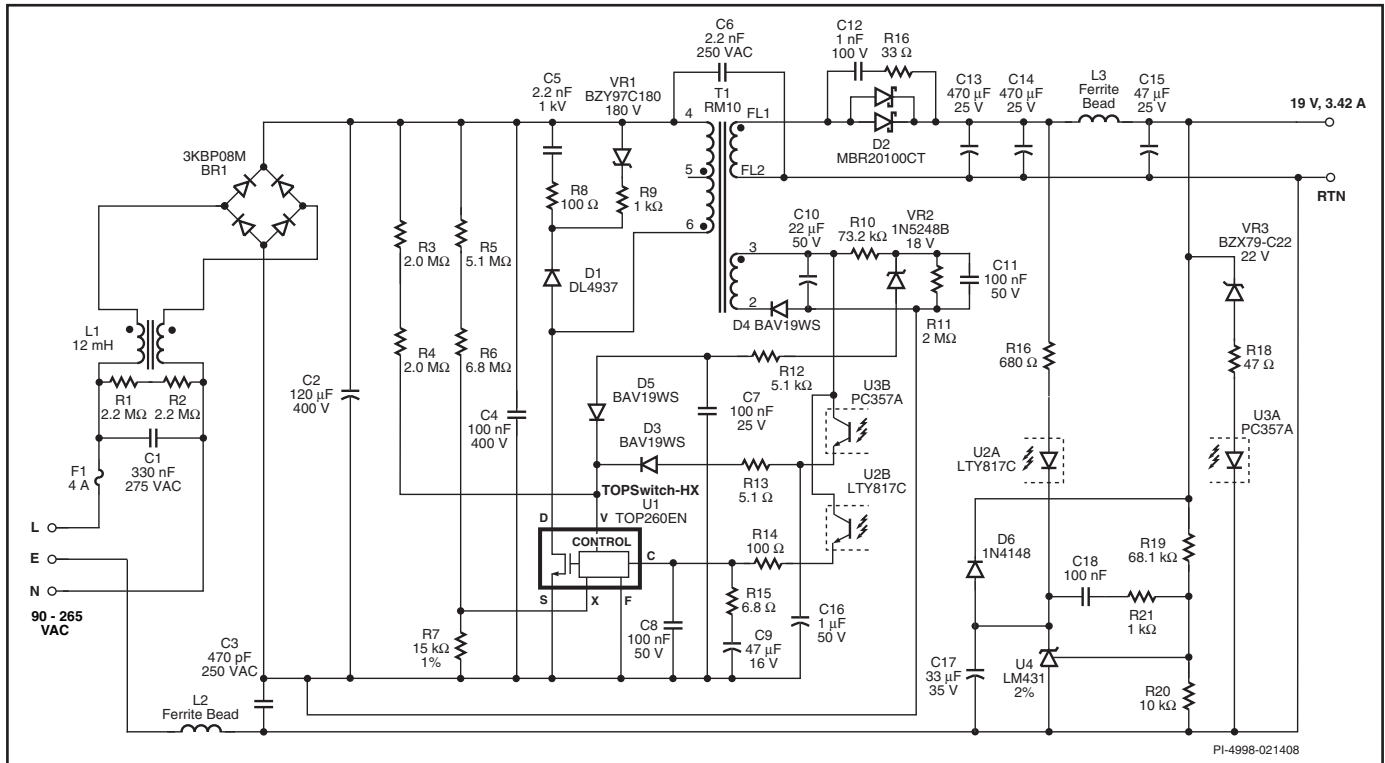 C6
2.2 nF
250 VAC
C12
1 nF
100 V
R16
33 Ω
C5
2.2 nF
1 kV
VR1
BZY97C180
180 V
T1
RM10
4
5
6
FL1
FL2
D2
MBR20100CT
C13
470 µF
25 V
C14
470 µF
25 V
L3
Ferrite
Bead
C15
47 µF
25 V
19 V, 3.42 A
RTN
3KBP08M
BR1
R8
100 Ω
R9
1 kΩ
R3
2.0 MΩ
R5
5.1 MΩ
D1
DL4937
3
2
C10
22 µF
50 V
R10
73.2 kΩ
VR2
1N5248B
18 V
C11
100 nF
50 V
D4 BAV19WS
R11
2 MΩ
VR3
BZX79-C22
22 V
L1
12 mH
R1
2.2 MΩ
R2
2.2 MΩ
C1
330 nF
275 VAC
F1
4 A
C2
120 µF
400 V
R4
2.0 MΩ
R6
6.8 MΩ
C4
100 nF
400 V
D5
BAV19WS
D3
BAV19WS
C7
100 nF
25 V
R12
5.1 kΩ
R13
5.1 Ω
U3B
PC357A
U2B
LTY817C
R16
680 Ω
R18
47 Ω
U3A
PC357A
U2A
LTY817C
TOPSwitch-HX
U1
TOP260EN
D
V
CONTROL
C
S
X
F
L
E
N
90 - 265
VAC
R14
100 Ω
R15
6.8 Ω
C8
100 nF
50 V
C9
47 µF
16 V
C16
1 µF
50 V
R7
15 kΩ
1%
C3
470 pF
250 VAC
L2
Ferrite Bead
D6
1N4148
C18
100 nF
R19
68.1 kΩ
R21
1 kΩ
C17
33 µF
35 V
U4
LM431
2%
R20
10 kΩ
PI-4998-021408